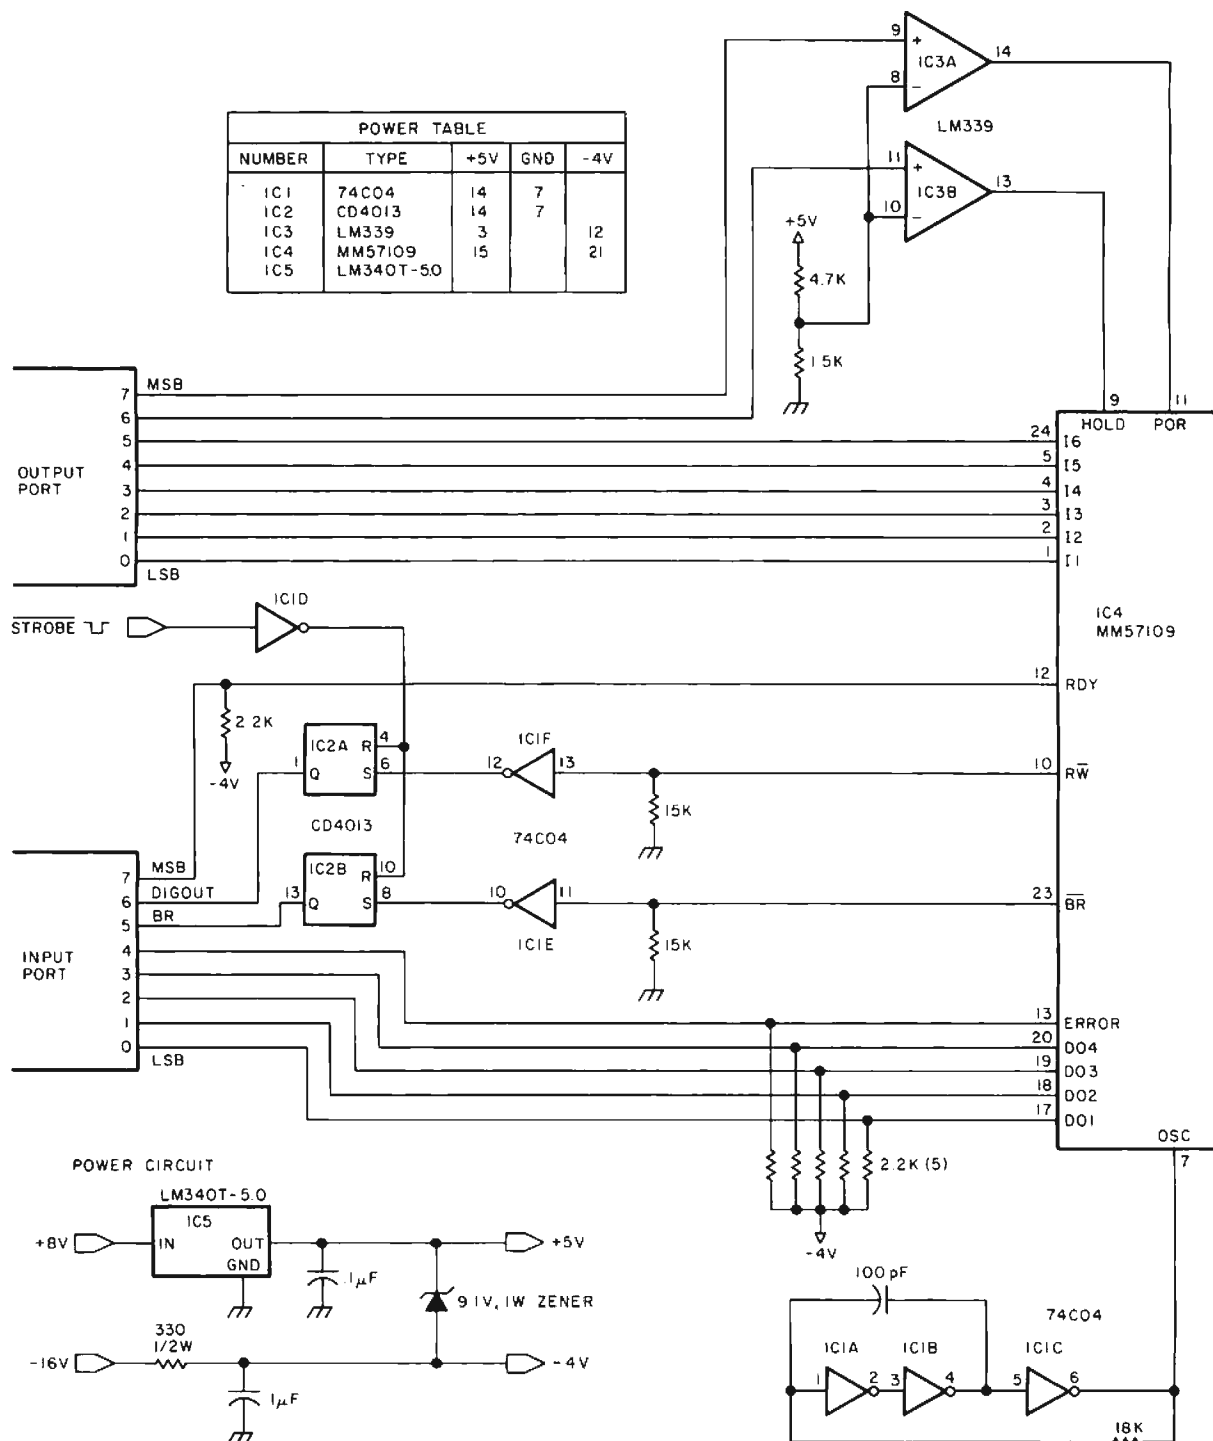 9
+
IC3A
14
8
−
LM339
11
+
IC3B
13
10
−
POWER TABLE
NUMBER TYPE +5V GND -4V
IC1 74C04 14 7
IC2 CD4013 14 7
IC3 LM339 3 12
IC4 MM57109 15 21
IC5 LM340T-5.0
+5V
4.7K
1.5K
OUTPUT
PORT
7 MSB
6
5
4
3
2
1
0
LSB
9
HOLD
11
POR
24 I6
5 I5
4 I4
3 I3
2 I2
1 I1
IC4
MM57109
STROBE
IC1D
12 RDY
2.2K
-4V
IC2A R 4
1 Q S 6
CD4013
IC1F
12 13
15K
10 RW
74C04
IC2B R 10
13 Q S 8
10 11
IC1E
15K
23 BR
INPUT
PORT
7 MSB
6 DIGOUT
5 BR
4
3
2
1
0
LSB
13 ERROR
20 DO4
19 DO3
18 DO2
17 DO1
2.2K (5)
-4V
OSC
7
POWER CIRCUIT
LM340T-5.0
IC5
+8V IN OUT +5V
GND
.1µF
9.1V, 1W ZENER
330
1/2W
-16V -4V
.1µF
100pF
74C04
IC1A IC1B IC1C
1 2 3 4 5 6
18K